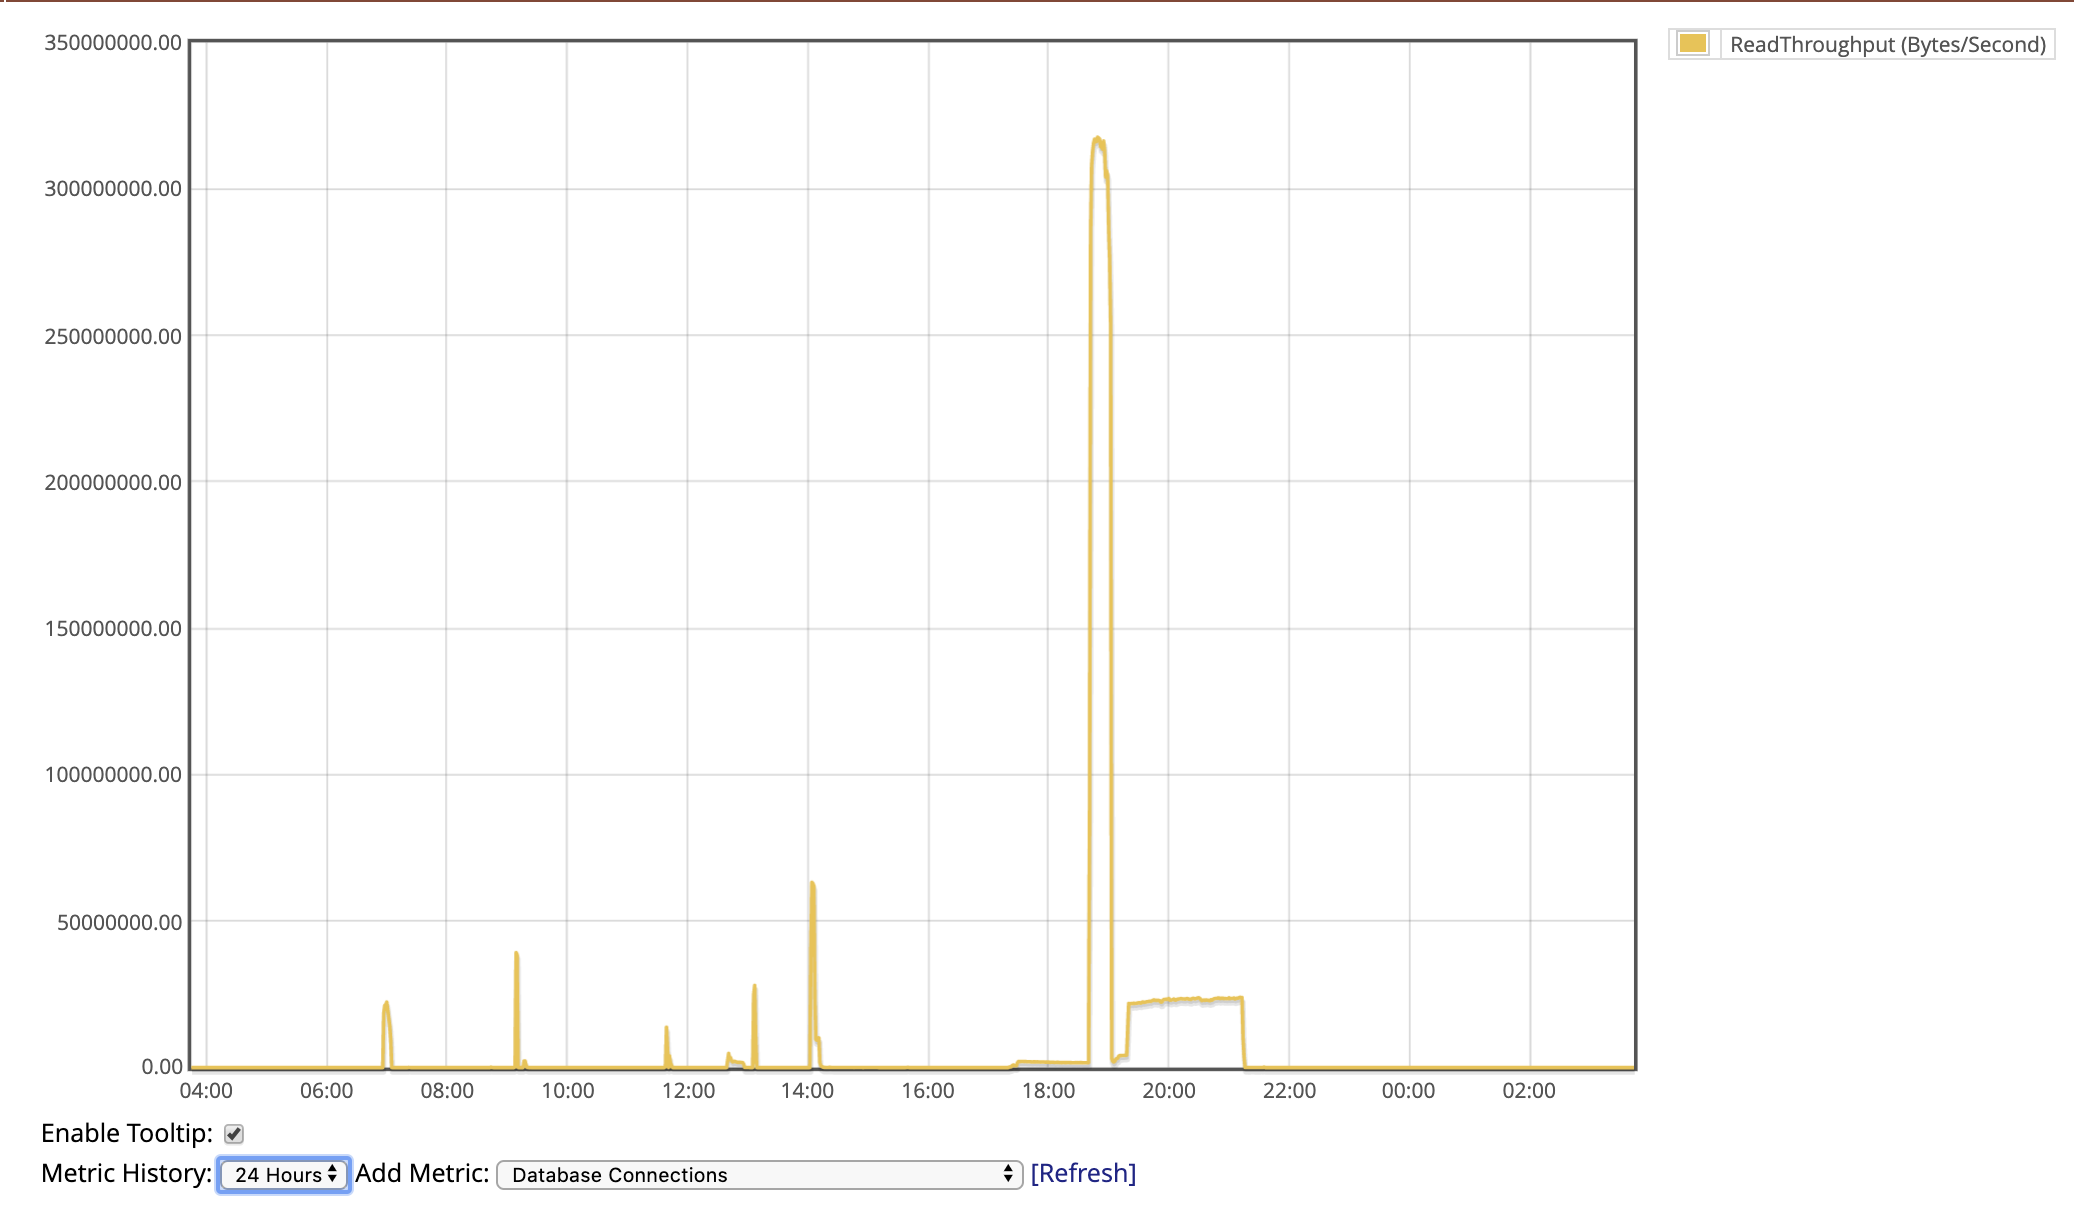 350000000.00
300000000.00
250000000.00
200000000.00
150000000.00
100000000.00
50000000.00
0.00
04:00 06:00 08:00 10:00 12:00 14:00 16:00 18:00 20:00 22:00 00:00 02:00
ReadThroughput (Bytes/Second)
Enable Tooltip:
Metric History: 24 Hours Add Metric: Database Connections [Refresh]